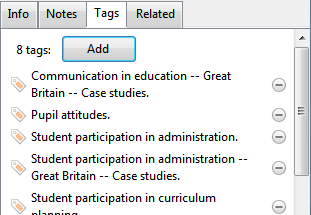 Info Notes Tags Related
8 tags: Add
Communication in education -- Great
Britain -- Case studies.
Pupil attitudes.
Student participation in administration.
Student participation in administration --
Great Britain -- Case studies.
Student participation in curriculum
planning